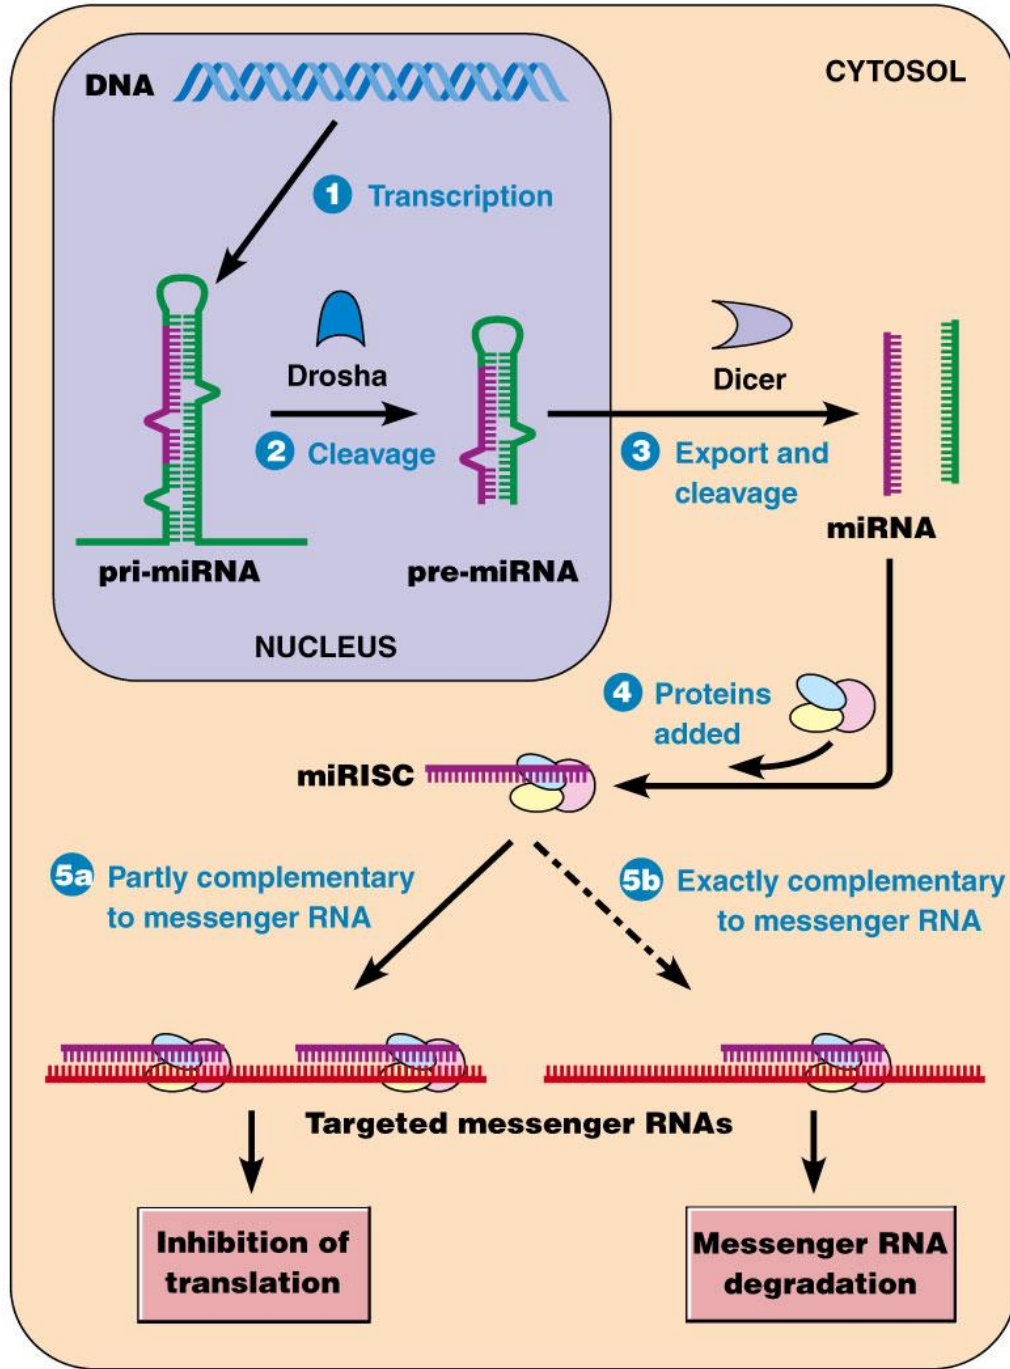 CYTOSOL
DNA
1 Transcription
Drosha
2 Cleavage
Dicer
3 Export and
cleavage
pri-miRNA
pre-miRNA
miRNA
NUCLEUS
4 Proteins
added
miRISC
5a Partly complementary
to messenger RNA
5b Exactly complementary
to messenger RNA
Targeted messenger RNAs
Inhibition of
translation
Messenger RNA
degradation